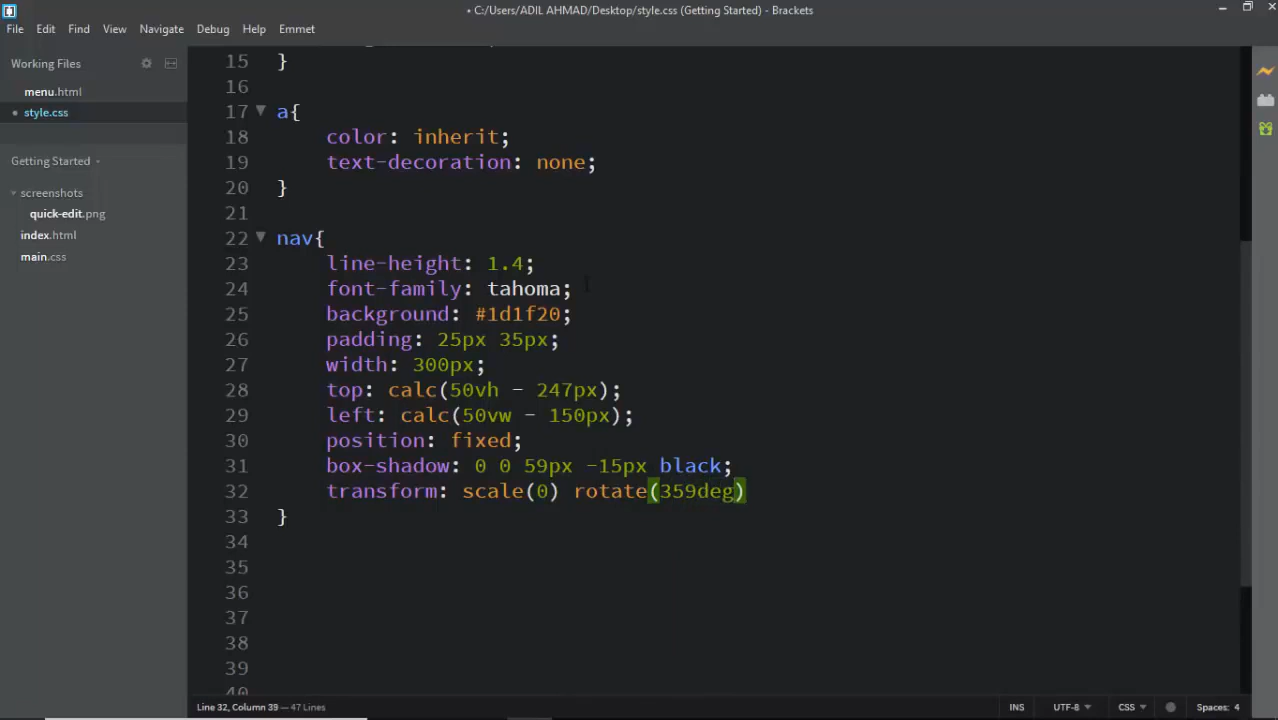 • C:/Users/ADIL AHMAD/Desktop/style.css (Getting Started) - Brackets
File Edit Find View Navigate Debug Help Emmet
Working Files
menu.html
• style.css
Getting Started
screenshots
quick-edit.png
index.html
main.css
15 }
16
17 a{
18 color: inherit;
19 text-decoration: none;
20 }
21
22 nav{
23 line-height: 1.4;
24 font-family: tahoma;
25 background: #1d1f20;
26 padding: 25px 35px;
27 width: 300px;
28 top: calc(50vh - 247px);
29 left: calc(50vw - 150px);
30 position: fixed;
31 box-shadow: 0 0 59px -15px black;
32 transform: scale(0) rotate(359deg)
33 }
34
35
36
37
38
39
40
Line 32, Column 39 — 47 Lines
INS UTF-8 CSS Spaces: 4